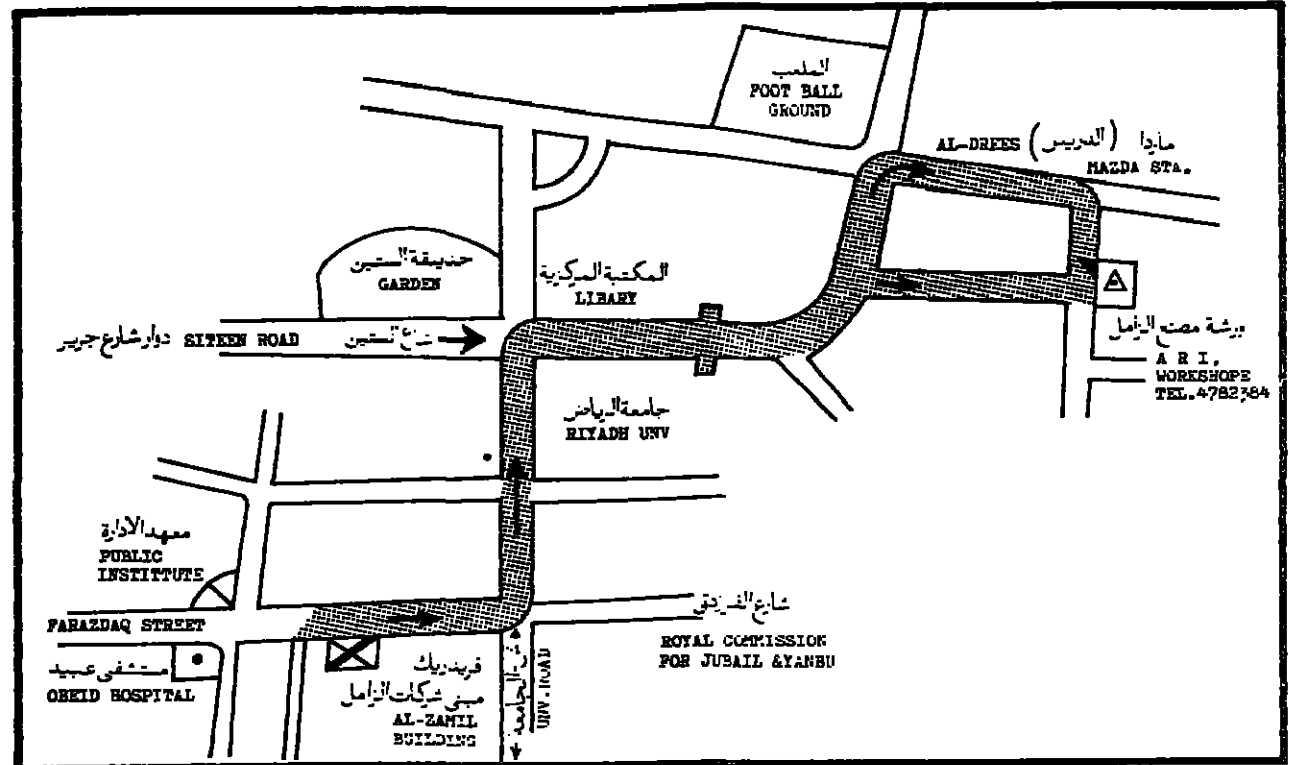 الملعب
FOOT BALL
GROUND
AL-DREES (الدريس) مازدا
MAZDA STA.
حديقة الستين
GARDEN
المكتبة المركزية
LIBARY
دوار شارع جرير SITEEN ROAD شارع الستين
ورشة مصنع الزامل
A R I.
WORKSHOPE
TEL.4782384
جامعة الرياض
RIYADH UNV
معهد الادارة
PUBLIC
INSTITTUTE
FARAZDAQ STREET
شارع الفرزدق
ROYAL COMMISSION
FOR JUBAIL &YANBU
مستشفى عبيد
OBEID HOSPITAL
فريدريك
مبنى شركات الزامل
AL-ZAMIL
BUILDING
شارع الجامعة
UNV.ROAD